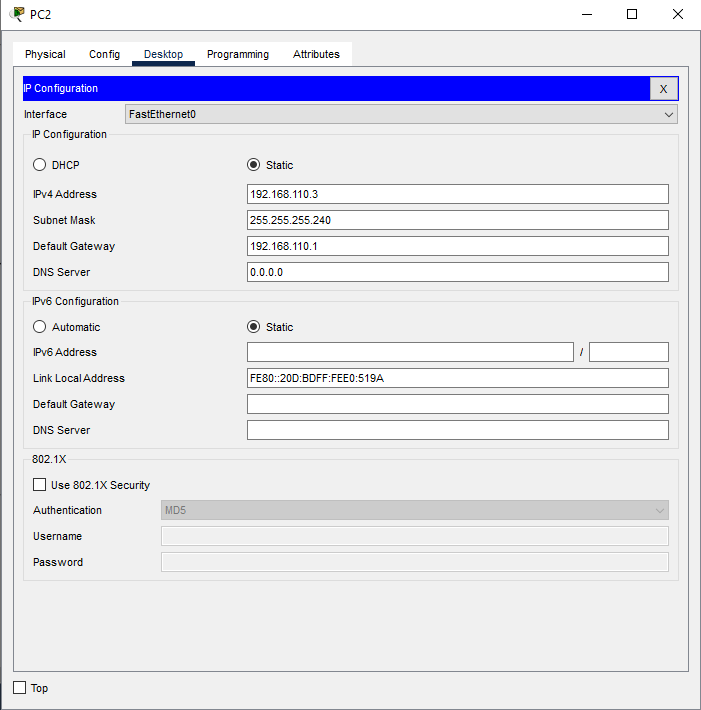 PC2
Physical Config Desktop Programming Attributes
IP Configuration X
Interface FastEthernet0
IP Configuration
DHCP Static
IPv4 Address 192.168.110.3
Subnet Mask 255.255.255.240
Default Gateway 192.168.110.1
DNS Server 0.0.0.0
IPv6 Configuration
Automatic Static
IPv6 Address /
Link Local Address FE80::20D:BDFF:FEE0:519A
Default Gateway
DNS Server
802.1X
Use 802.1X Security
Authentication MD5
Username
Password
Top